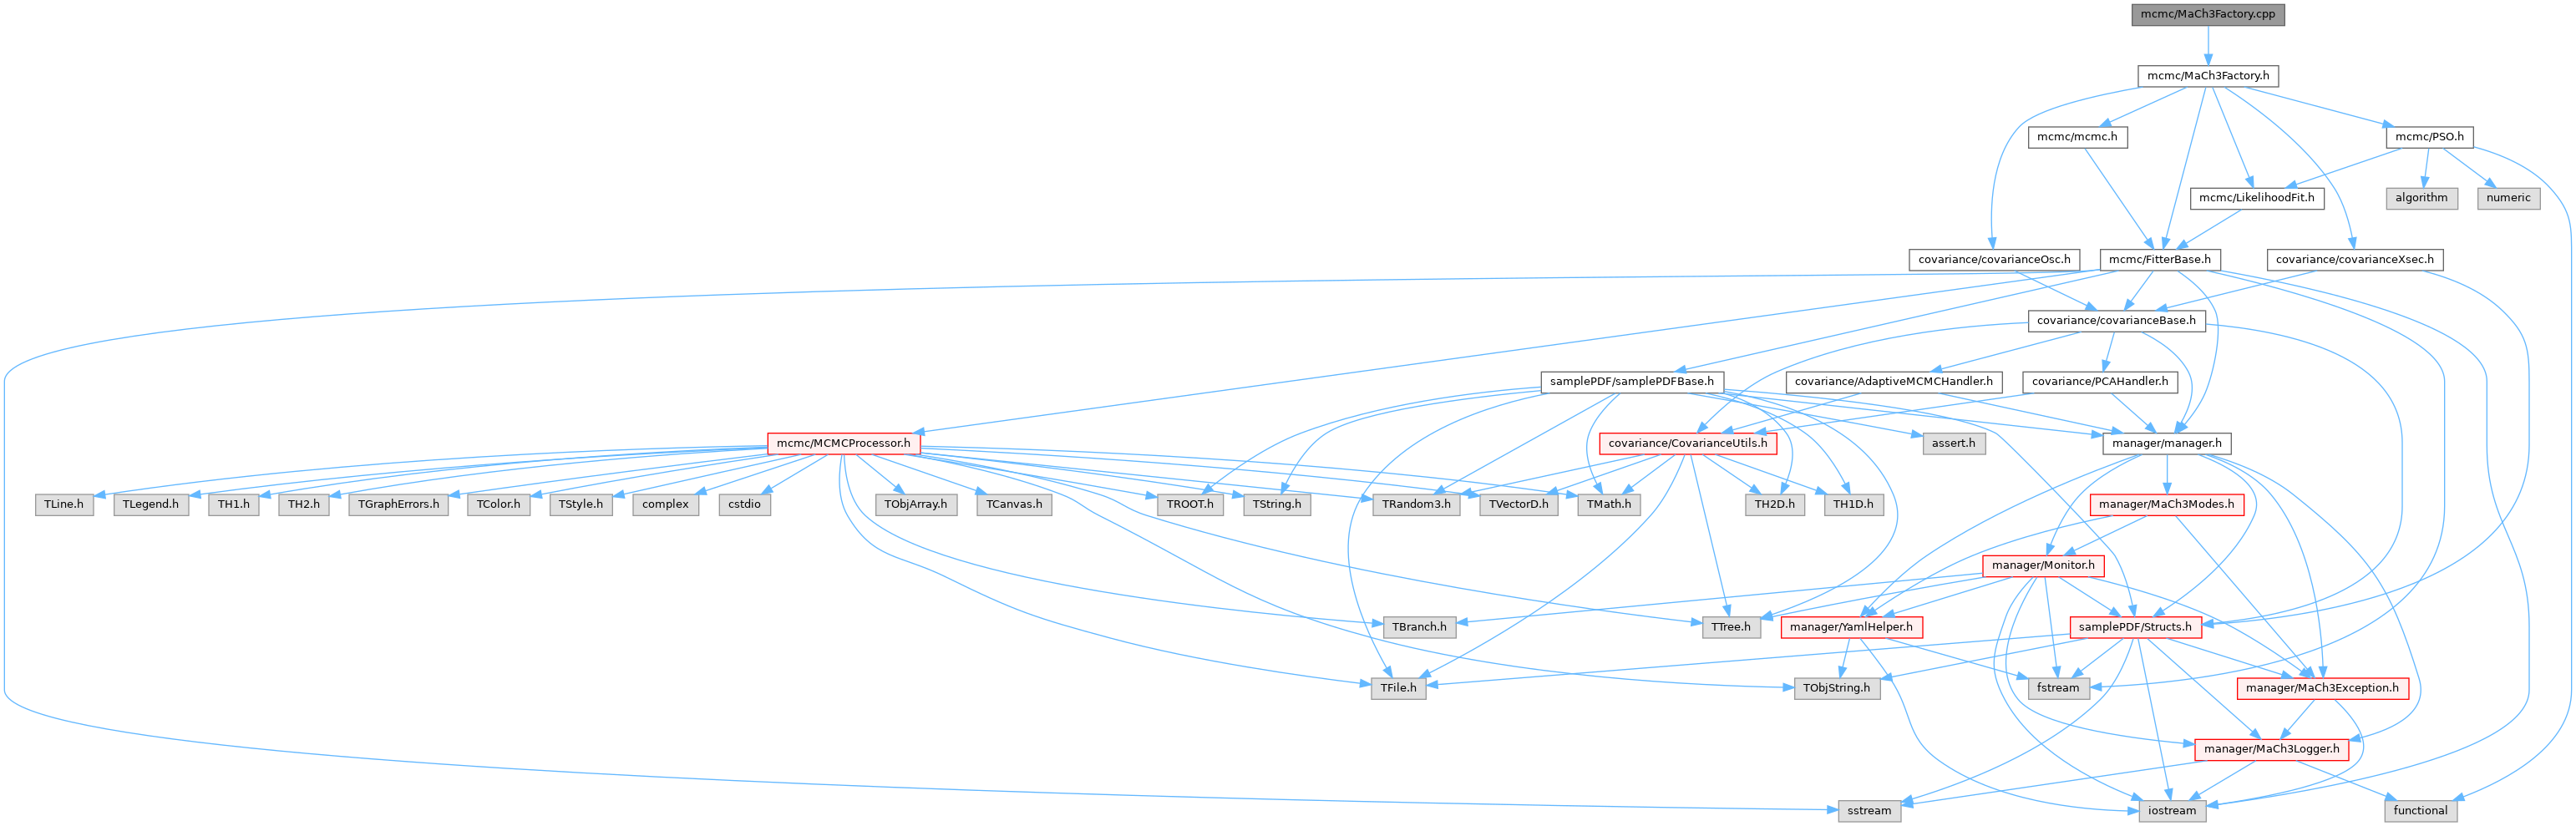 mcmc/MaCh3Factory.cpp
mcmc/MaCh3Factory.h
mcmc/mcmc.h
mcmc/PSO.h
mcmc/LikelihoodFit.h
algorithm
numeric
covariance/covarianceOsc.h
mcmc/FitterBase.h
covariance/covarianceXsec.h
covariance/covarianceBase.h
samplePDF/samplePDFBase.h
covariance/AdaptiveMCMCHandler.h
covariance/PCAHandler.h
mcmc/MCMCProcessor.h
covariance/CovarianceUtils.h
assert.h
manager/manager.h
TLine.h
TLegend.h
TH1.h
TH2.h
TGraphErrors.h
TColor.h
TStyle.h
complex
cstdio
TObjArray.h
TCanvas.h
TROOT.h
TString.h
TRandom3.h
TVectorD.h
TMath.h
TH2D.h
TH1D.h
manager/MaCh3Modes.h
manager/Monitor.h
TBranch.h
TTree.h
manager/YamlHelper.h
samplePDF/Structs.h
TFile.h
TObjString.h
fstream
manager/MaCh3Exception.h
manager/MaCh3Logger.h
sstream
iostream
functional